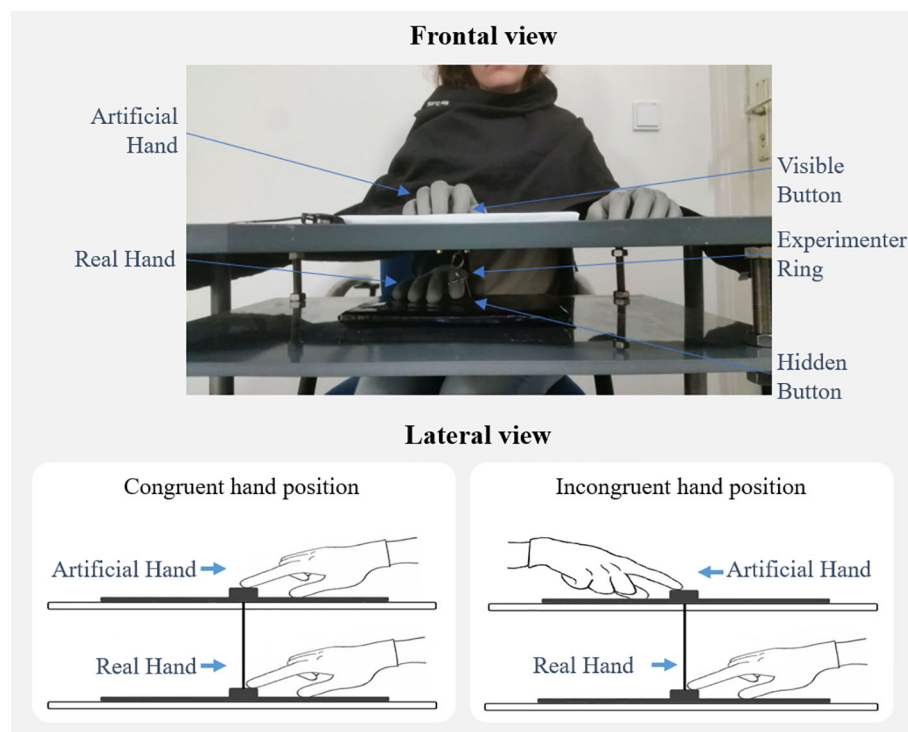 Frontal view
Artificial
Hand
Visible
Button
Real Hand
Experimenter
Ring
Hidden
Button
Lateral view
Congruent hand position
Incongruent hand position
Artificial Hand
Artificial Hand
Real Hand
Real Hand